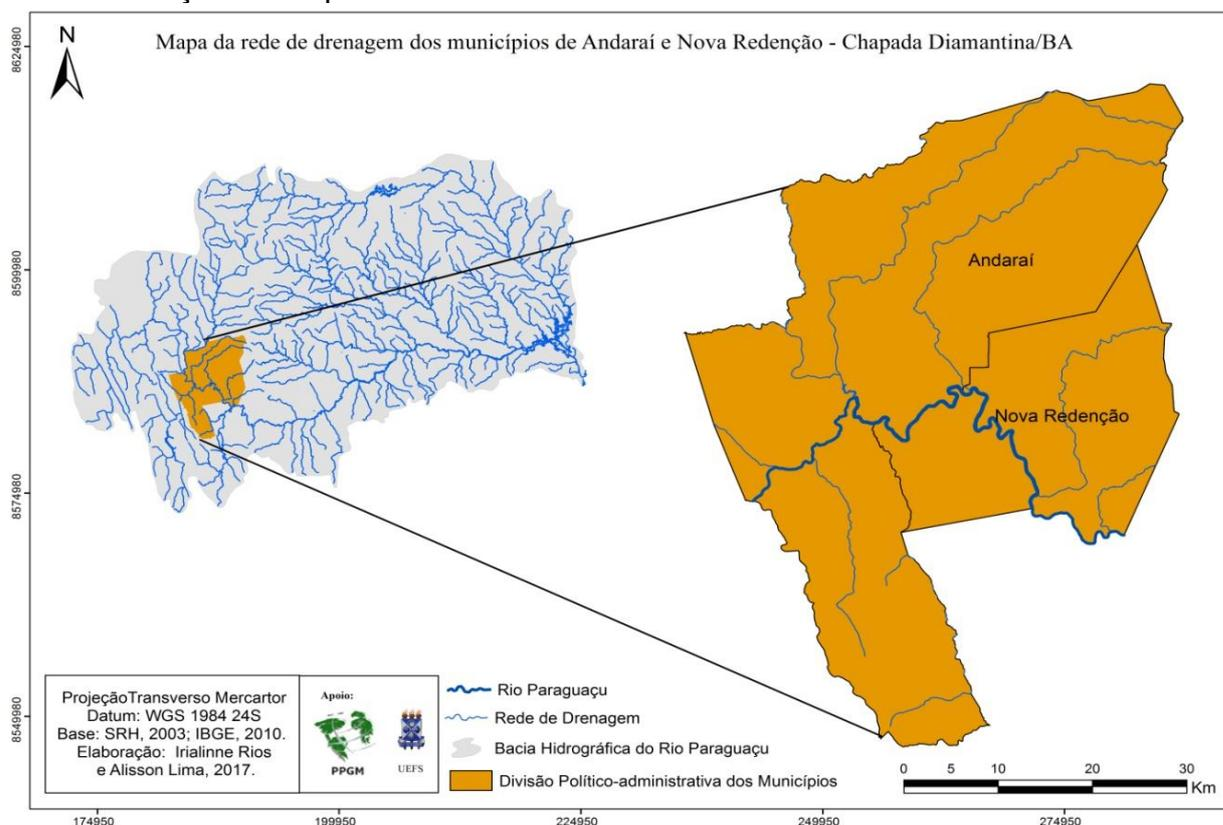 N
Mapa da rede de drenagem dos municípios de Andaraí e Nova Redenção - Chapada Diamantina/BA
8624980
8599980
8574980
8549980
Andaraí
Nova Redenção
ProjeçãoTransverso Mercartor
Datum: WGS 1984 24S
Base: SRH, 2003; IBGE, 2010.
Elaboração: Irialinne Rios
e Alisson Lima, 2017.
Apoio:
PPGM
UEFS
Rio Paraguaçu
Rede de Drenagem
Bacia Hidrográfica do Rio Paraguaçu
Divisão Político-administrativa dos Municípios
0 5 10 20 30
Km
174950 199950 224950 249950 274950